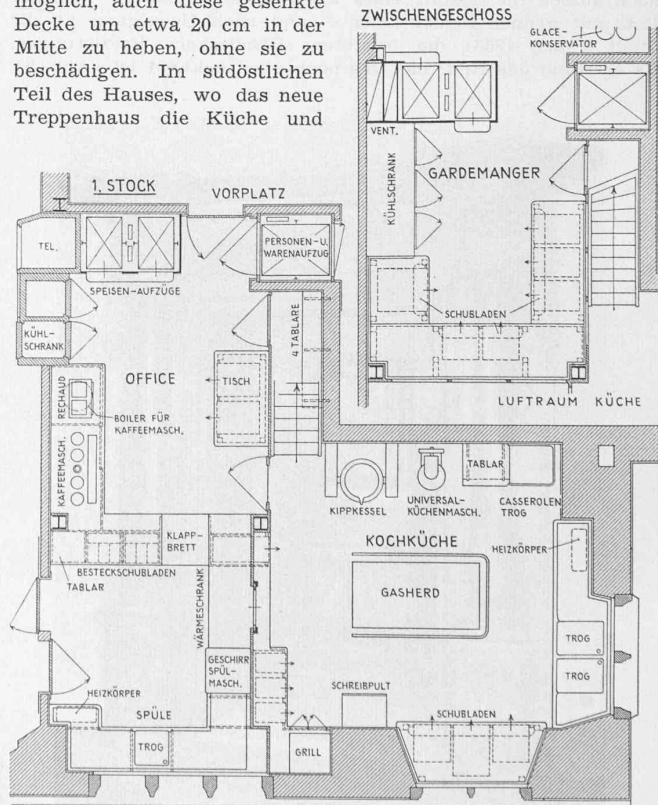 möglich, auch diese gesenkte
Decke um etwa 20 cm in der
Mitte zu heben, ohne sie zu
beschädigen. Im südöstlichen
Teil des Hauses, wo das neue
Treppenhaus die Küche und
ZWISCHENGESCHOSS
GLACE-
KONSERVATOR
VENT.
KÜHLSCHRANK
GARDEMANGER
SCHUBLADEN
LUFTRAUM KÜCHE
1. STOCK
VORPLATZ
TEL.
PERSONEN-U.
WARENAUFZUG
SPEISEN-AUFZÜGE
KÜHL-
SCHRANK
4 TABLARE
RECHAUD
OFFICE
TISCH
BOILER FÜR
KAFFEEMASCH.
KAFFEEMASCH.
KLAPP-
BRETT
BESTECKSCHUBLADEN
TABLAR
WÄRMESCHRANK
GESCHIRR
SPÜL-
MASCH.
HEIZKÖRPER
SPÜLE
TROG
KIPPKESSEL
UNIVERSAL-
KÜCHENMASCH.
TABLAR
CASSEROLEN
TROG
KOCHKÜCHE
HEIZKÖRPER
GASHERD
TROG
TROG
SCHREIBPULT
SCHUBLADEN
GRILL